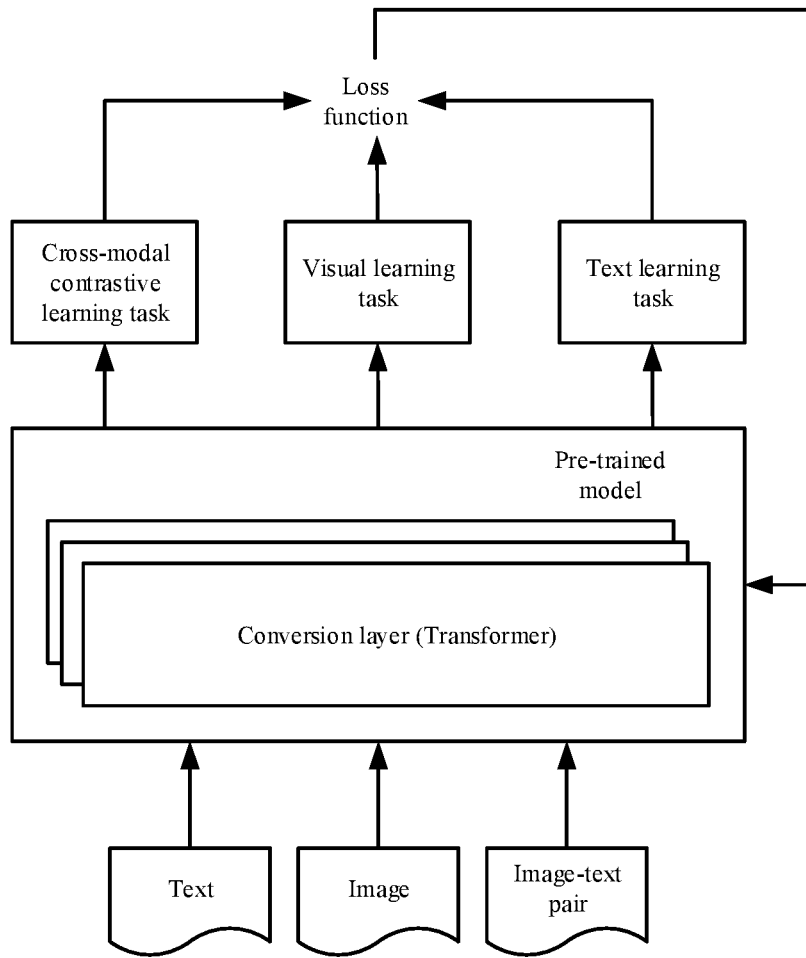 Loss
function
Cross-modal
contrastive
learning task
Visual learning
task
Text learning
task
Pre-trained
model
Conversion layer (Transformer)
Text
Image
Image-text
pair